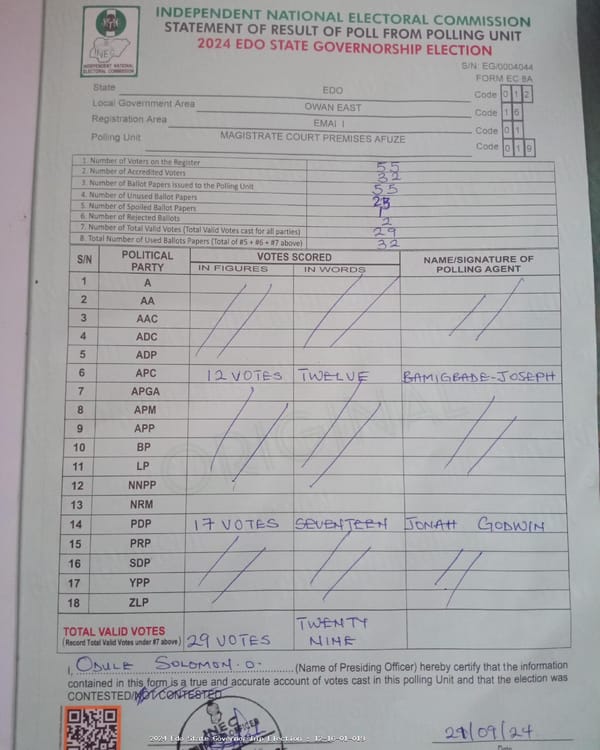 INDEPENDENT NATIONAL ELECTORAL COMMISSION
STATEMENT OF RESULT OF POLL FROM POLLING UNIT
2024 EDO STATE GOVERNORSHIP ELECTION
INEC
INDEPENDENT NATIONAL
ELECTORAL COMMISSION
S/N: EG/0004044
FORM EC 8A
State EDO Code 0 1 2
Local Government Area OWAN EAST Code 1 6
Registration Area EMAI I Code 0 1
Polling Unit MAGISTRATE COURT PREMISES AFUZE Code 0 1 9
1. Number of Voters on the Register 55
2. Number of Accredited Voters 32
3. Number of Ballot Papers Issued to the Polling Unit 55
4. Number of Unused Ballot Papers 23
5. Number of Spoiled Ballot Papers 1
6. Number of Rejected Ballots 2
7. Number of Total Valid Votes (Total Valid Votes cast for all parties) 29
8. Total Number of Used Ballots Papers (Total of #5 + #6 + #7 above) 32
S/N POLITICAL PARTY VOTES SCORED NAME/SIGNATURE OF POLLING AGENT
IN FIGURES IN WORDS
1 A
2 AA
3 AAC
4 ADC
5 ADP
6 APC 12 VOTES TWELVE BAMIGBADE-JOSEPH
7 APGA
8 APM
9 APP
10 BP
11 LP
12 NNPP
13 NRM
14 PDP 17 VOTES SEVENTEEN JONAH GODWIN
15 PRP
16 SDP
17 YPP
18 ZLP
ORIGINAL
TOTAL VALID VOTES
(Record Total Valid Votes under #7 above) 29 VOTES TWENTY NINE
I, ODULE SOLOMON .O. (Name of Presiding Officer) hereby certify that the information
contained in this form is a true and accurate account of votes cast in this polling Unit and that the election was
CONTESTED/NOT CONTESTED
2024 Edo State Governorship Election - 12-16-01-019
21/09/24